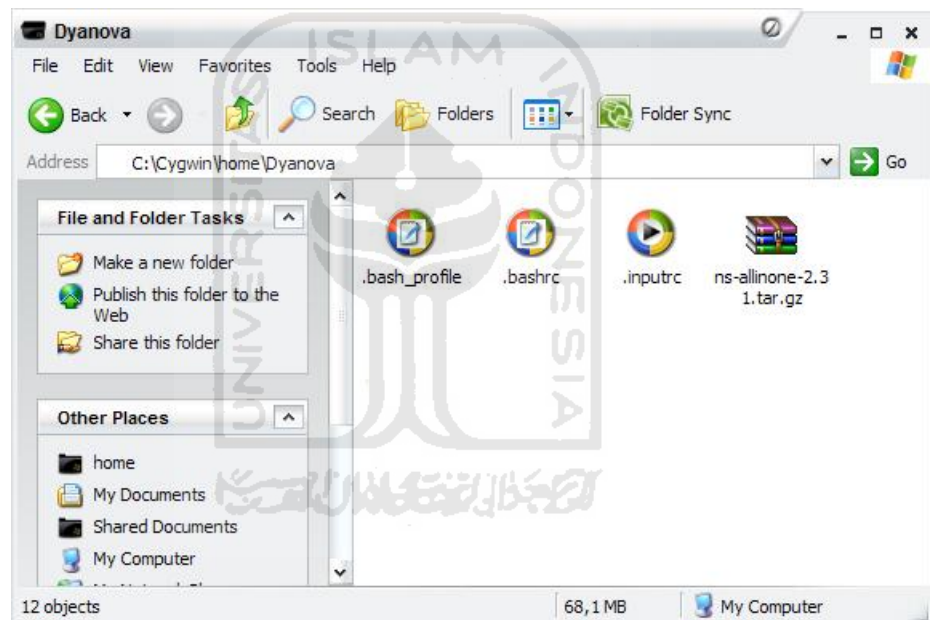 Dyanova
File Edit View Favorites Tools Help
Back Search Folders Folder Sync
Address C:\Cygwin\home\Dyanova Go
File and Folder Tasks
Make a new folder
Publish this folder to the
Web
Share this folder
Other Places
home
My Documents
Shared Documents
My Computer
.bash_profile .bashrc .inputrc ns-allinone-2.3
1.tar.gz
12 objects 68,1 MB My Computer
UNIVERSITAS ISLAM INDONESIA